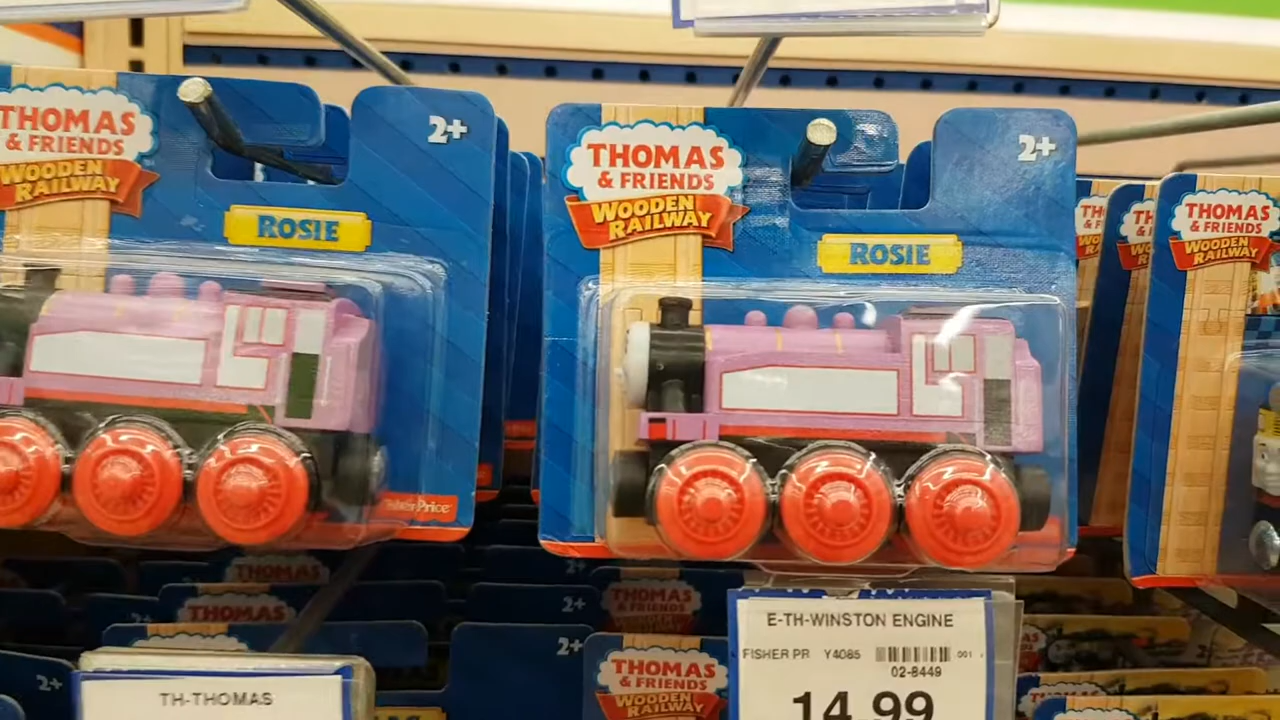 THOMAS
& FRIENDS
WOODEN
RAILWAY
2+
ROSIE
Fisher-Price
THOMAS
& FRIENDS
WOODEN
RAILWAY
2+
ROSIE
THOMAS
& FRIENDS
WOODEN
RAILWAY
THOMAS
THOMAS
2+
2+
2+
THOMAS
& FRIENDS
THOMAS
& FRIENDS
WOODEN
RAILWAY
TH-THOMAS
E-TH-WINSTON ENGINE
FISHER PR Y4085 .001
02-8449
14.99